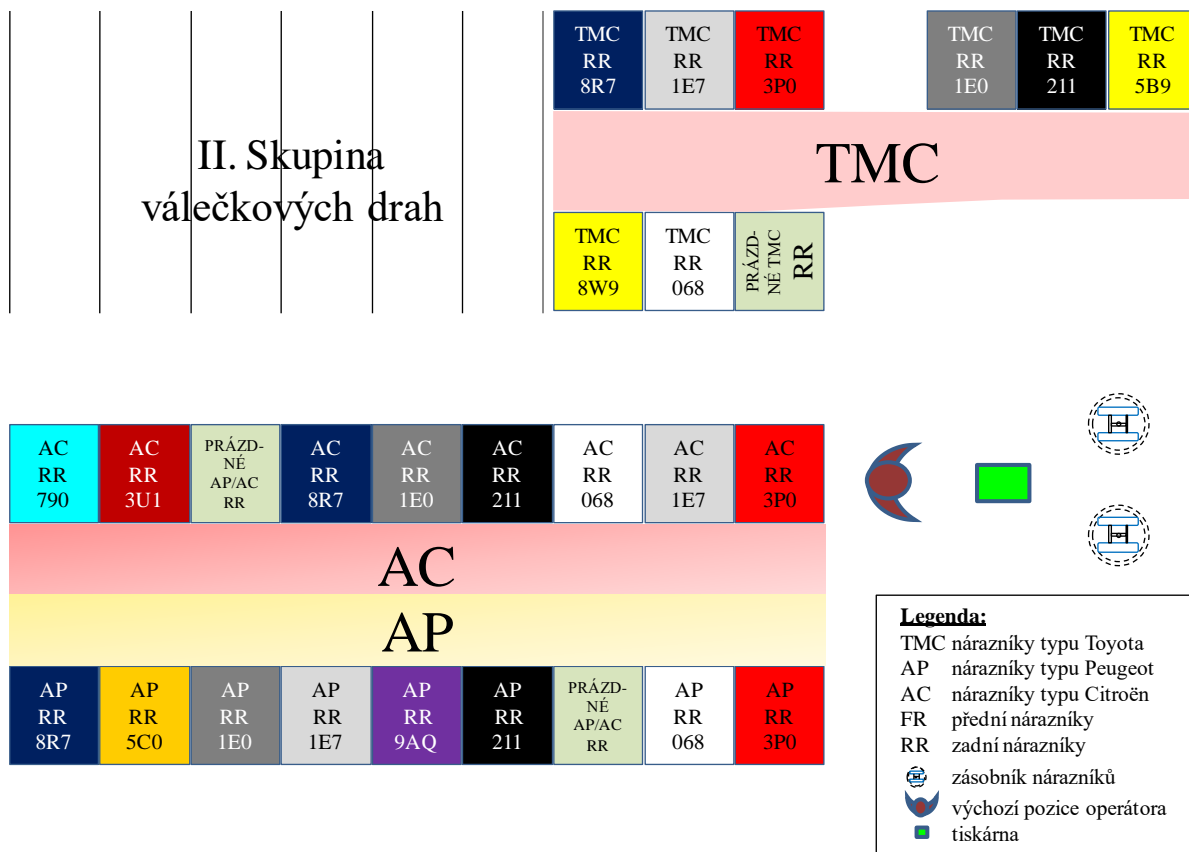 TMC
RR
8R7
TMC
RR
1E7
TMC
RR
3P0
TMC
RR
1E0
TMC
RR
211
TMC
RR
5B9
II. Skupina
válečkových drah
TMC
TMC
RR
8W9
TMC
RR
068
PRÁZD-
NÉ TMC
RR
AC
RR
790
AC
RR
3U1
PRÁZD-
NÉ
AP/AC
RR
AC
RR
8R7
AC
RR
1E0
AC
RR
211
AC
RR
068
AC
RR
1E7
AC
RR
3P0
AC
AP
AP
RR
8R7
AP
RR
5C0
AP
RR
1E0
AP
RR
1E7
AP
RR
9AQ
AP
RR
211
PRÁZD-
NÉ
AP/AC
RR
AP
RR
068
AP
RR
3P0
Legenda:
TMC nárazníky typu Toyota
AP nárazníky typu Peugeot
AC nárazníky typu Citroën
FR přední nárazníky
RR zadní nárazníky
zásobník nárazníků
výchozí pozice operátora
tiskárna